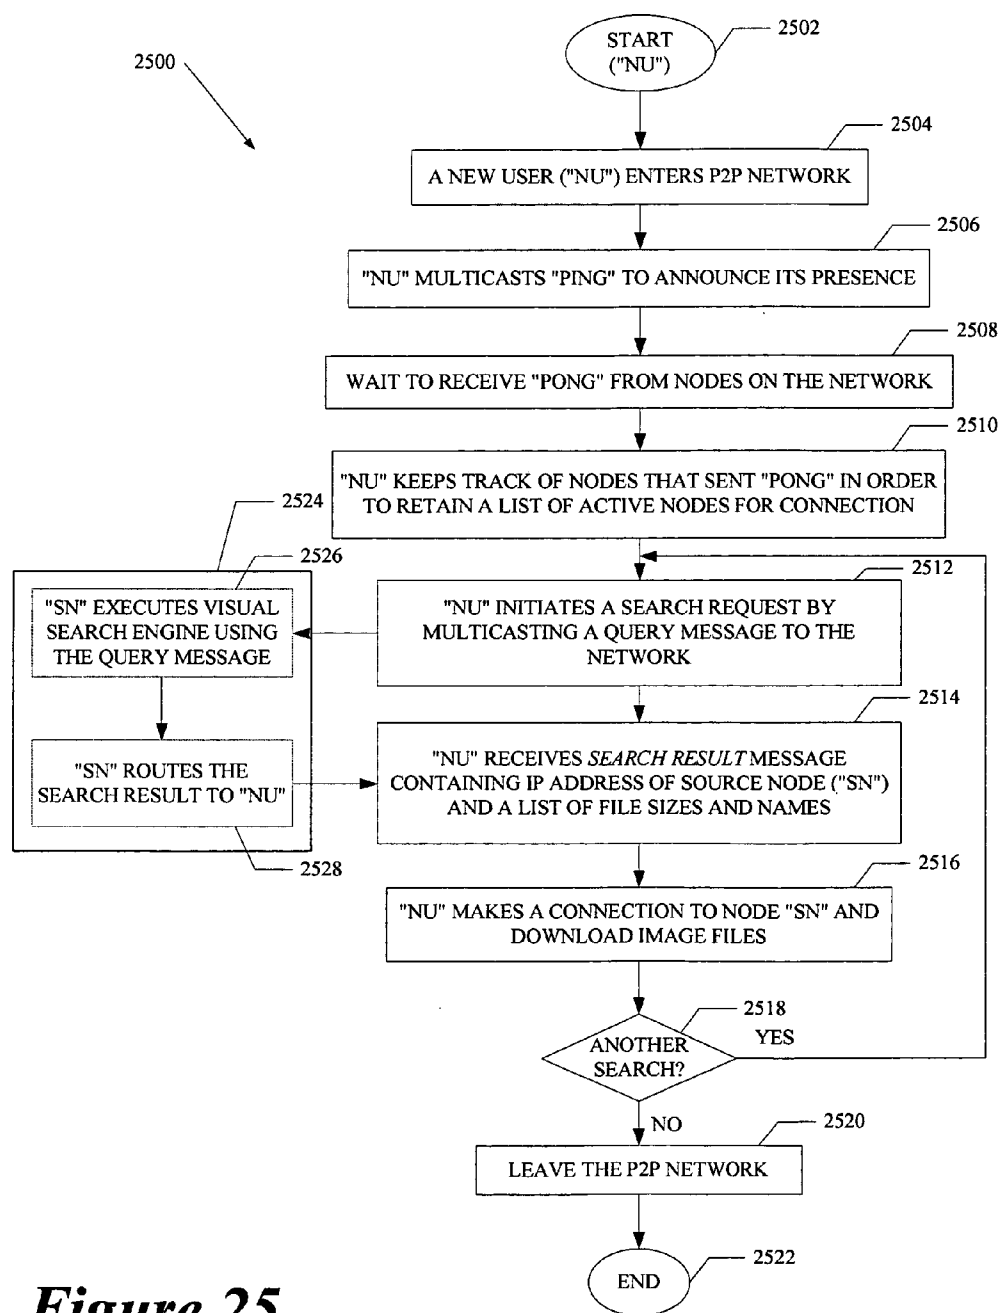 2500
START
("NU")
2502
2504
A NEW USER ("NU") ENTERS P2P NETWORK
2506
"NU" MULTICASTS "PING" TO ANNOUNCE ITS PRESENCE
2508
WAIT TO RECEIVE "PONG" FROM NODES ON THE NETWORK
2510
"NU" KEEPS TRACK OF NODES THAT SENT "PONG" IN ORDER
TO RETAIN A LIST OF ACTIVE NODES FOR CONNECTION
2524
2526
"SN" EXECUTES VISUAL
SEARCH ENGINE USING
THE QUERY MESSAGE
2512
"NU" INITIATES A SEARCH REQUEST BY
MULTICASTING A QUERY MESSAGE TO THE
NETWORK
2514
"NU" RECEIVES SEARCH RESULT MESSAGE
CONTAINING IP ADDRESS OF SOURCE NODE ("SN")
AND A LIST OF FILE SIZES AND NAMES
"SN" ROUTES THE
SEARCH RESULT TO "NU"
2528
2516
"NU" MAKES A CONNECTION TO NODE "SN" AND
DOWNLOAD IMAGE FILES
2518
ANOTHER
SEARCH?
YES
NO
2520
LEAVE THE P2P NETWORK
2522
END
Figure 25